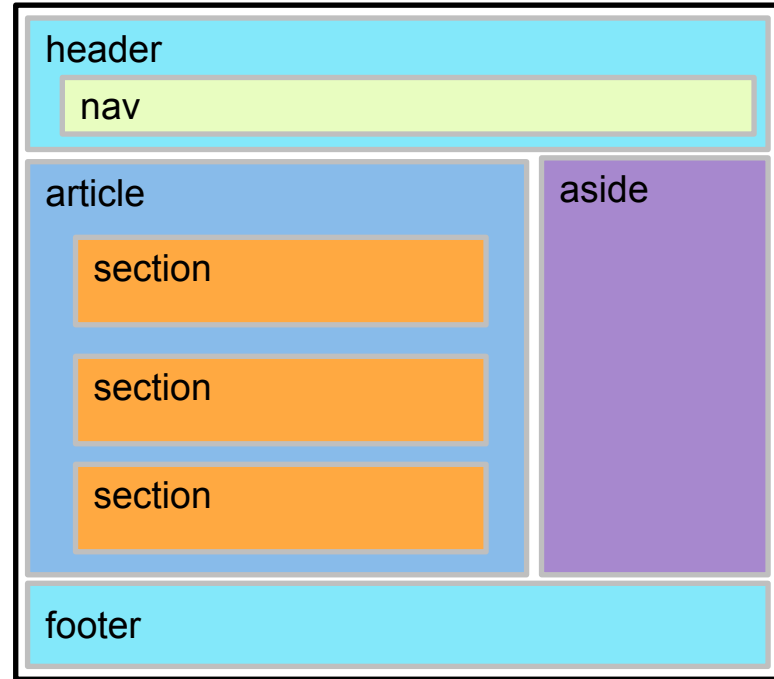 header
nav
article
aside
section
section
section
footer